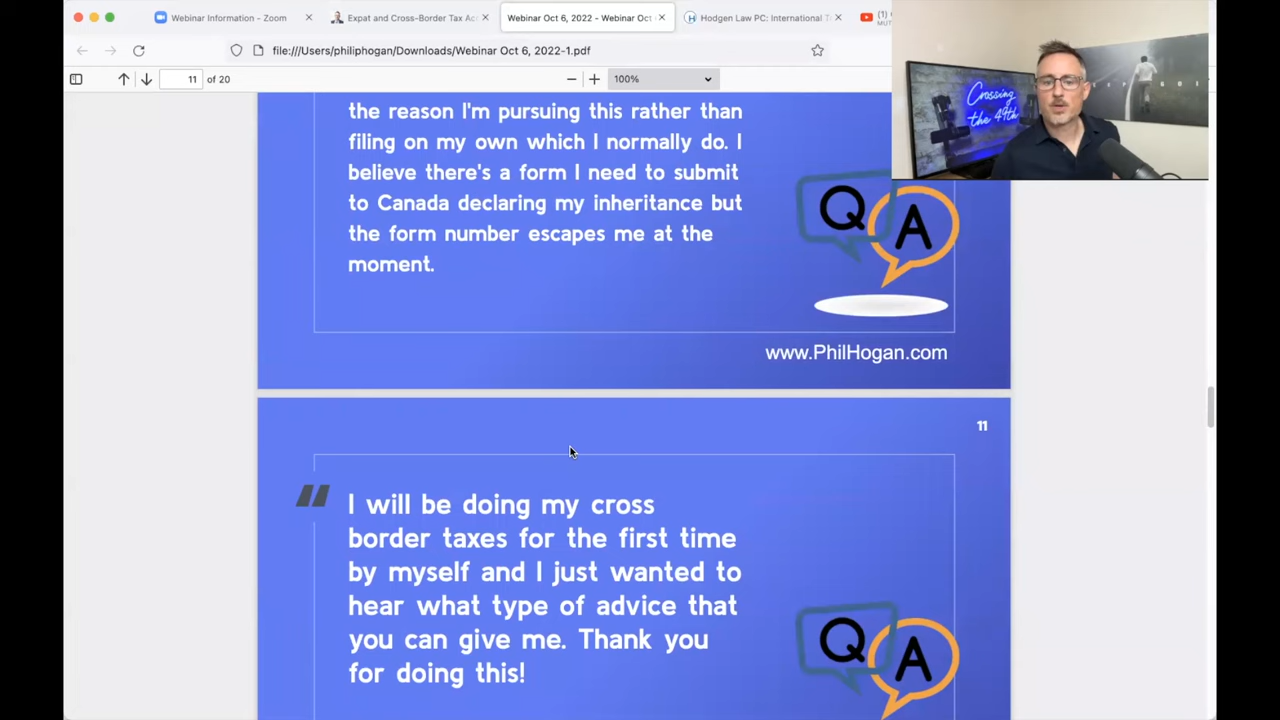 Webinar Information - Zoom
Expat and Cross-Border Tax Ac
Webinar Oct 6, 2022 - Webinar Oct
Hodgen Law PC: International T
(1)
MUT
file:///Users/philiphogan/Downloads/Webinar Oct 6, 2022-1.pdf
11 of 20
100%
Crossing
the 49th
the reason I'm pursuing this rather than
filing on my own which I normally do. I
believe there's a form I need to submit
to Canada declaring my inheritance but
the form number escapes me at the
moment.
Q A
www.PhilHogan.com
11
"
I will be doing my cross
border taxes for the first time
by myself and I just wanted to
hear what type of advice that
you can give me. Thank you
for doing this!
Q A